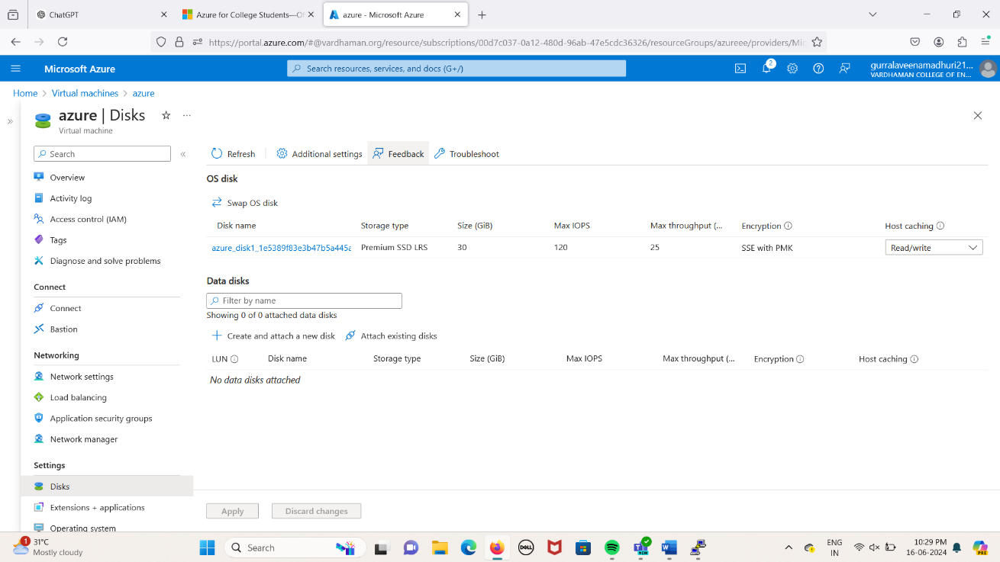 ChatGPT
Azure for College Students—Of
azure - Microsoft Azure
https://portal.azure.com/#@vardhaman.org/resource/subscriptions/00d7c037-0a12-480d-96ab-47e5cdc36326/resourceGroups/azureee/providers/Mic
Microsoft Azure
Search resources, services, and docs (G+/)
2
gurralaveenamadhuri21...
VARDHAMAN COLLEGE OF EN...
Home > Virtual machines > azure
azure | Disks
Virtual machine
Search
Overview
Activity log
Access control (IAM)
Tags
Diagnose and solve problems
Connect
Connect
Bastion
Networking
Network settings
Load balancing
Application security groups
Network manager
Settings
Disks
Extensions + applications
Operating system
Refresh
Additional settings
Feedback
Troubleshoot
OS disk
Swap OS disk
Disk name Storage type Size (GiB) Max IOPS Max throughput (... Encryption Host caching
azure_disk1_1e5389f83e3b47b5a445a Premium SSD LRS 30 120 25 SSE with PMK Read/write
Data disks
Filter by name
Showing 0 of 0 attached data disks
Create and attach a new disk
Attach existing disks
LUN Disk name Storage type Size (GiB) Max IOPS Max throughput (... Encryption Host caching
No data disks attached
Apply
Discard changes
1
31°C
Mostly cloudy
Search
DELL
NEW
ENG
IN
10:29 PM
16-06-2024
PRE